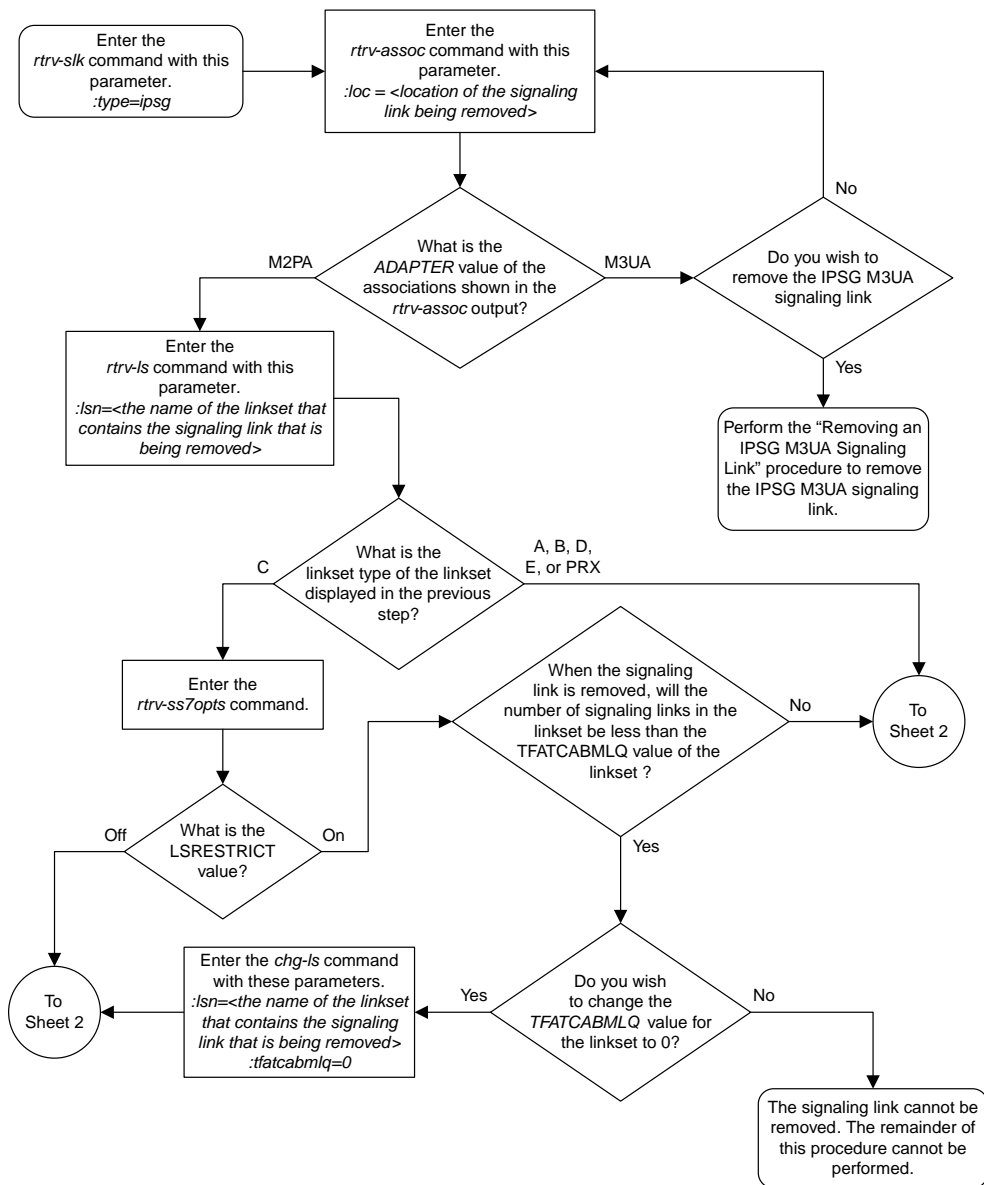 Enter the
rtrv-slk command with this
parameter.
:type=ipsg
Enter the
rtrv-assoc command with this
parameter.
:loc = <location of the signaling
link being removed>
No
What is the
ADAPTER value of the
associations shown in the
rtrv-assoc output?
M2PA
M3UA
Do you wish to
remove the IPSG M3UA
signaling link
Yes
Enter the
rtrv-ls command with this
parameter.
:lsn=<the name of the linkset that
contains the signaling link that is
being removed>
Perform the “Removing an
IPSG M3UA Signaling
Link” procedure to remove
the IPSG M3UA signaling
link.
What is the
linkset type of the linkset
displayed in the previous
step?
C
A, B, D,
E, or PRX
Enter the
rtrv-ss7opts command.
When the signaling
link is removed, will the
number of signaling links in the
linkset be less than the
TFATCABMLQ value of the
linkset ?
No
To
Sheet 2
What is the
LSRESTRICT
value?
Off
On
Yes
To
Sheet 2
Enter the chg-ls command
with these parameters.
:lsn=<the name of the linkset
that contains the signaling
link that is being removed>
:tfatcabmlq=0
Yes
Do you wish
to change the
TFATCABMLQ value for
the linkset to 0?
No
The signaling link cannot be
removed. The remainder of
this procedure cannot be
performed.